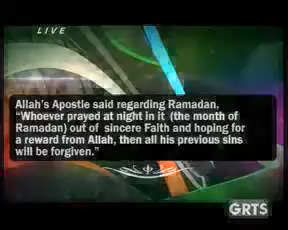 LIVE
Allah's Apostle said regarding Ramadan,
"Whoever prayed at night in it (the month of
Ramadan) out of sincere Faith and hoping for
a reward from Allah, then all his previous sins
will be forgiven."
GRTS